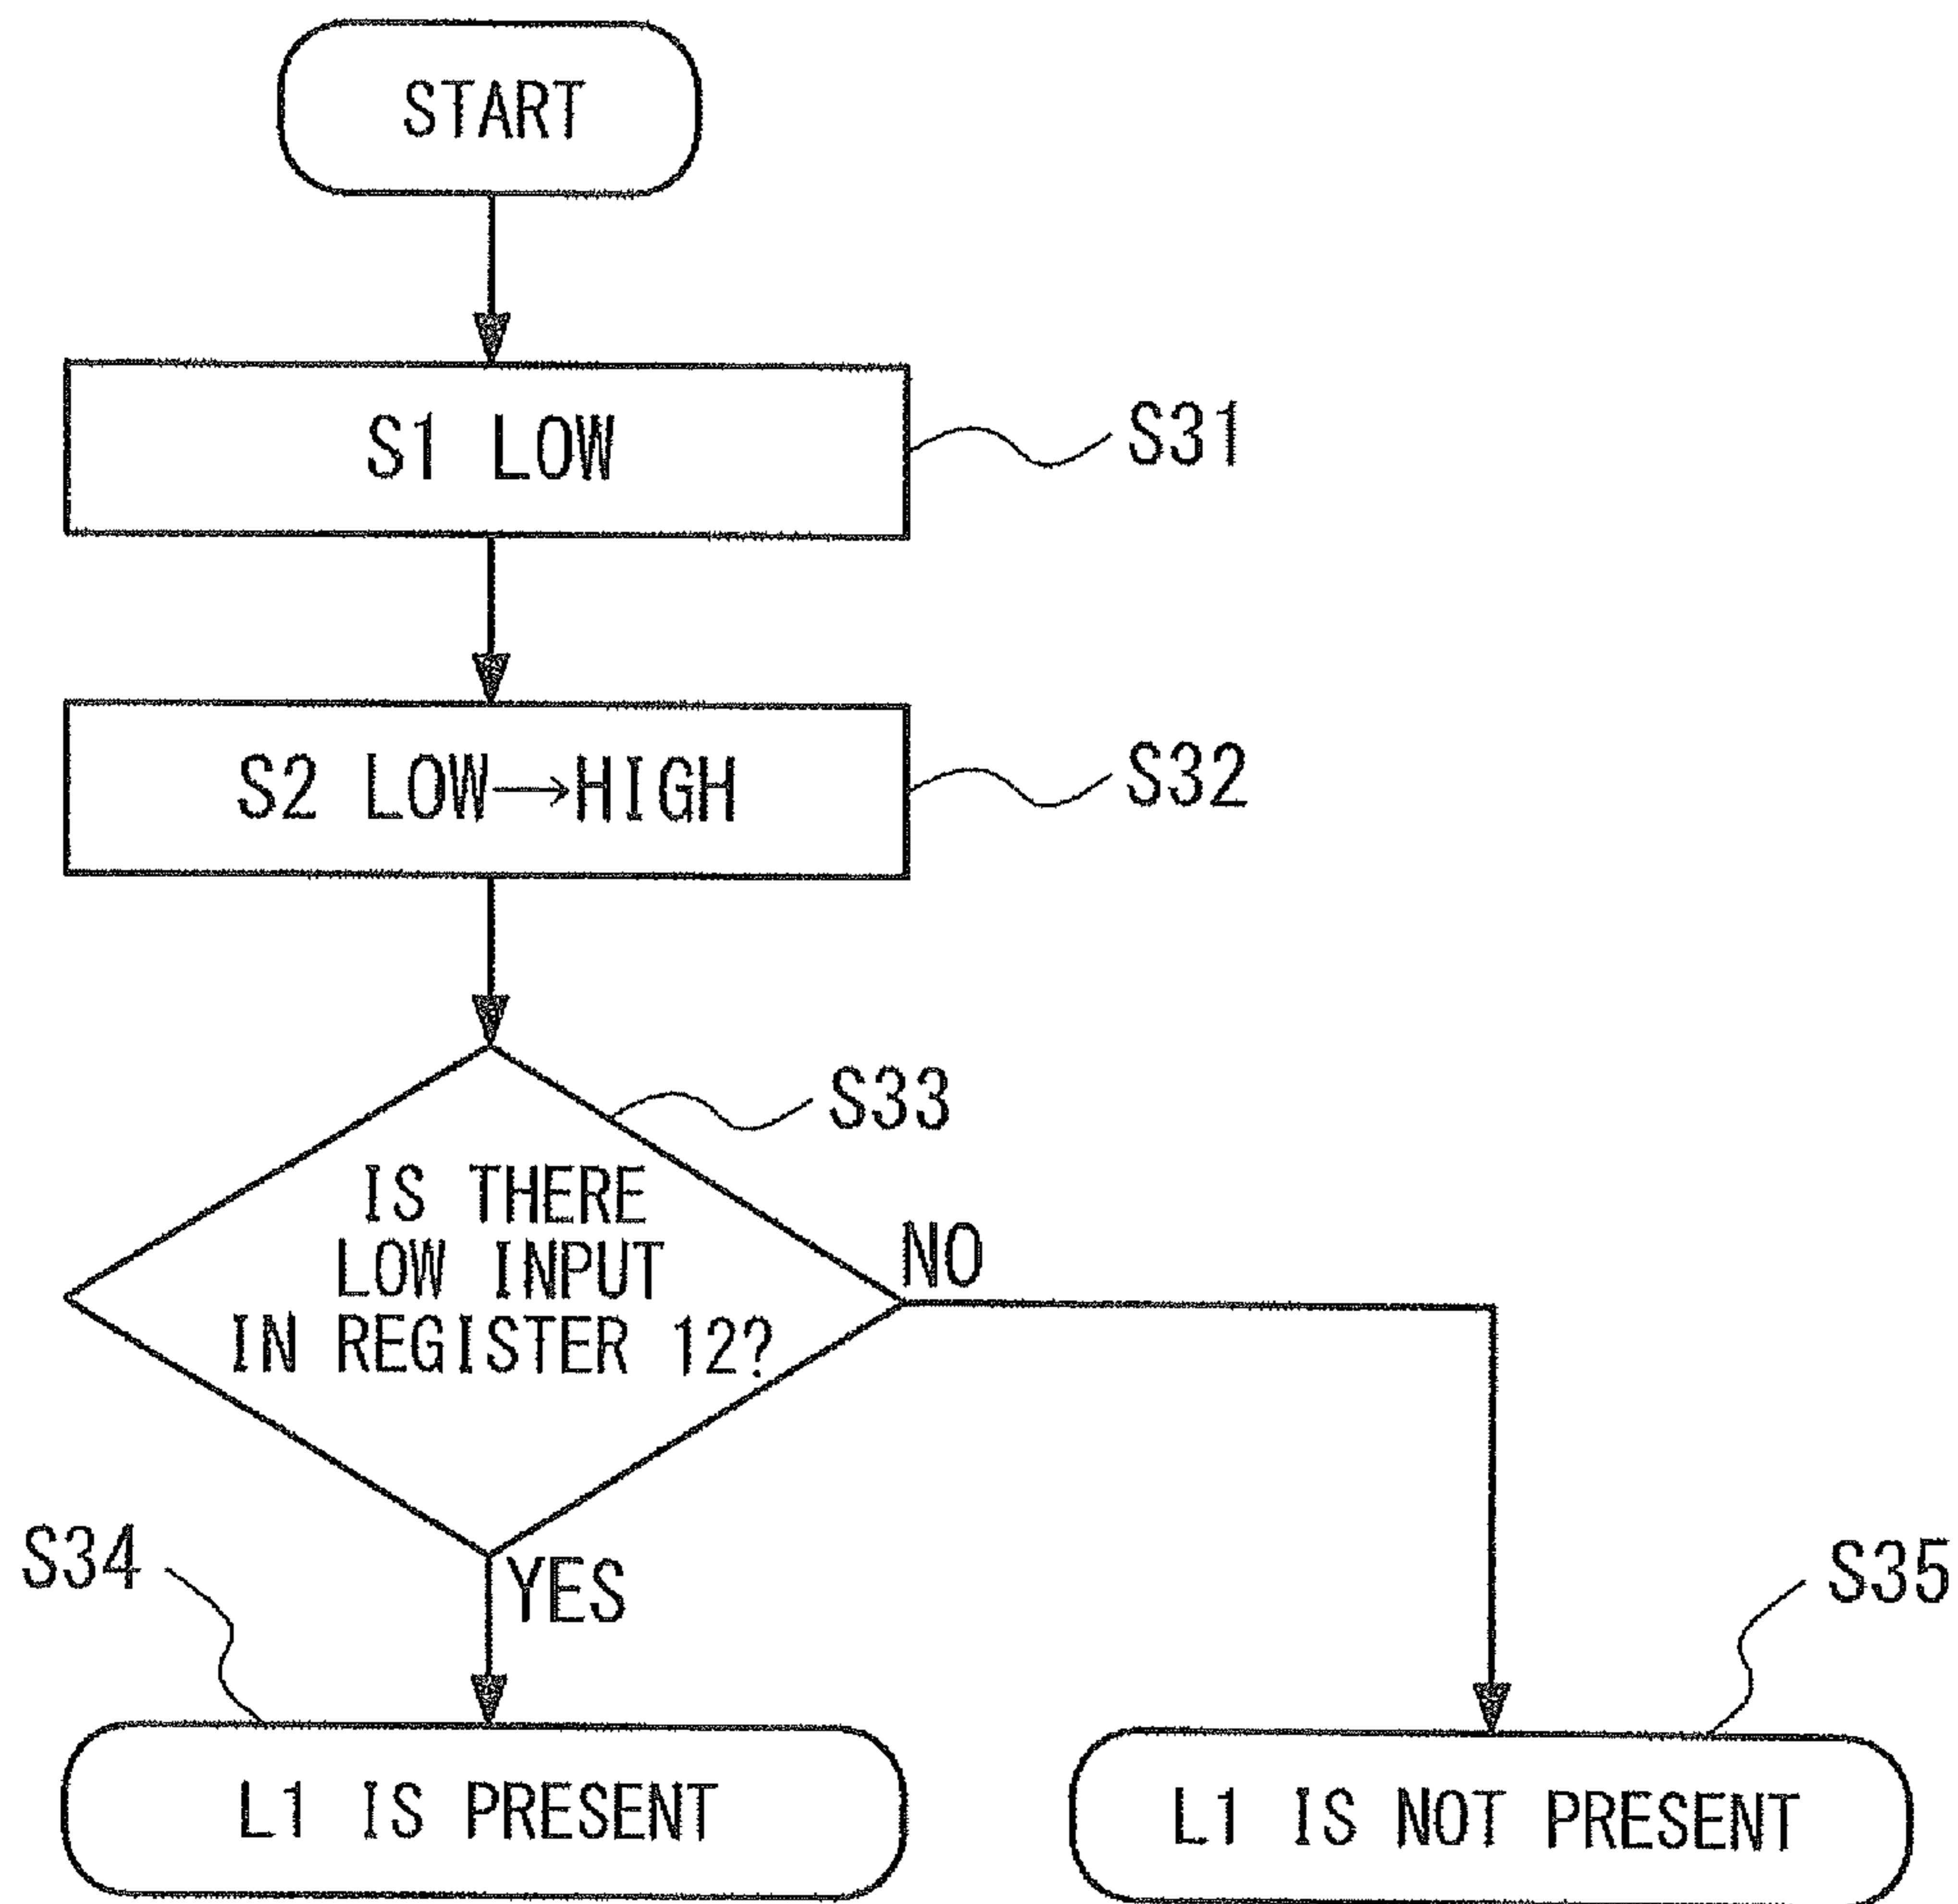 START
S1 LOW
S31
S2 LOW→HIGH
S32
S33
IS THERE
LOW INPUT
IN REGISTER 12?
NO
YES
S34
S35
L1 IS PRESENT
L1 IS NOT PRESENT